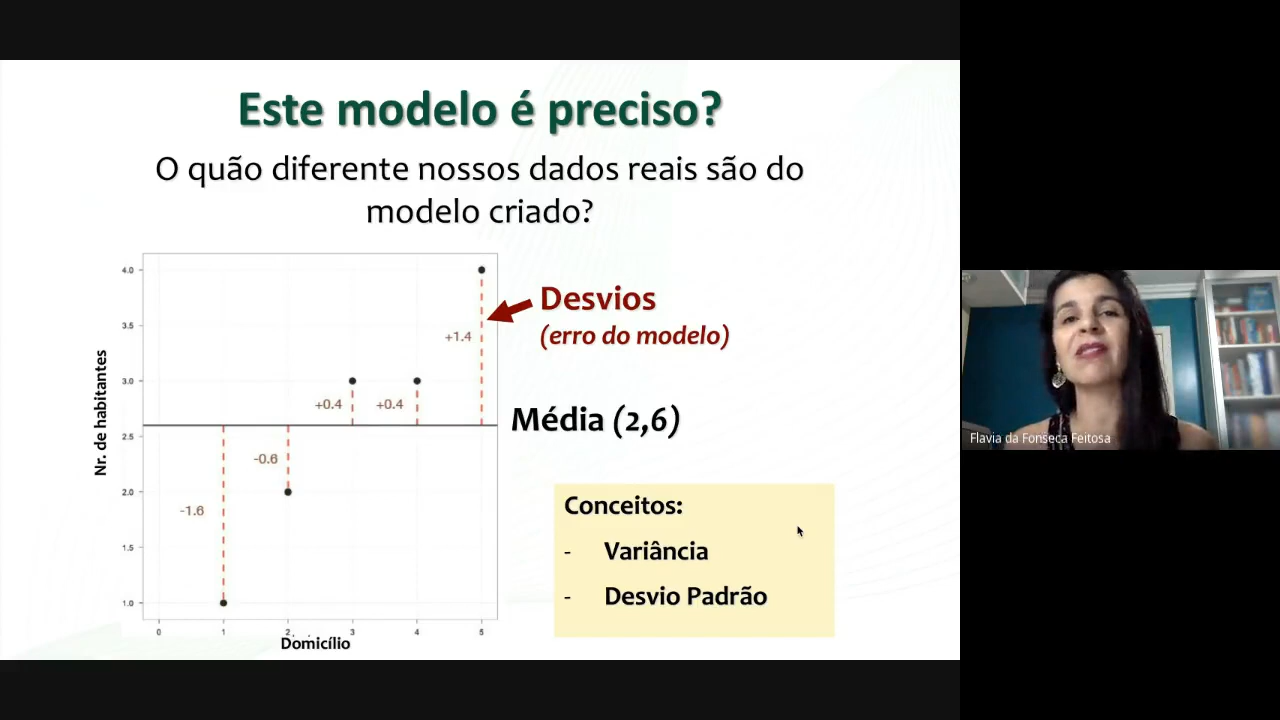 Este modelo é preciso?
O quão diferente nossos dados reais são do
modelo criado?
4.0
3.5
3.0
2.5
2.0
1.5
1.0
Nr. de habitantes
+1.4
+0.4
+0.4
-0.6
-1.6
0
1
2
3
4
5
Domicílio
Desvios
(erro do modelo)
Média (2,6)
Conceitos:
- Variância
- Desvio Padrão
Flavia da Fonseca Feitosa